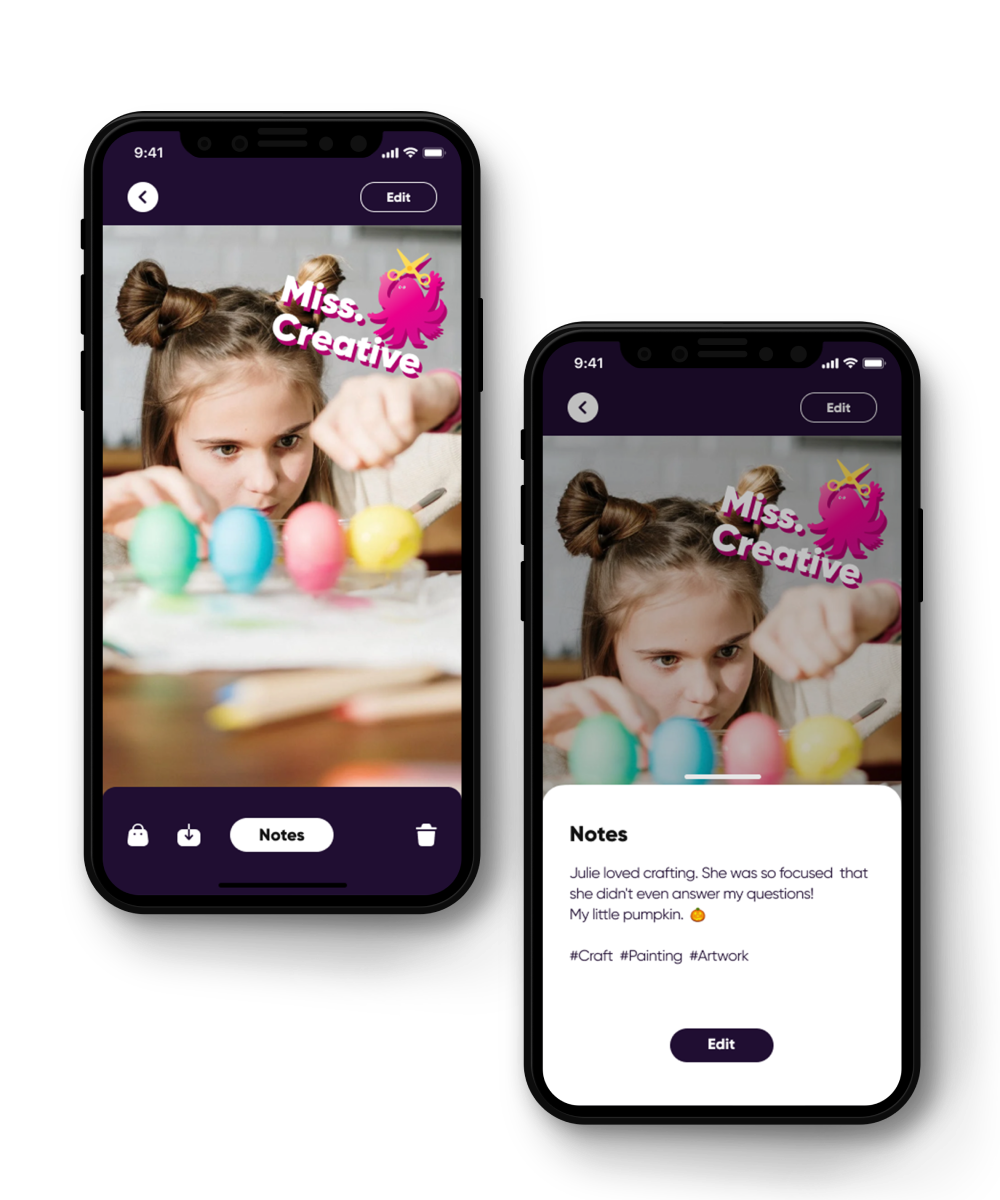 9:41
Edit
Miss.
Creative
Notes
9:41
Edit
Miss.
Creative
Notes
Julie loved crafting. She was so focused that
she didn't even answer my questions!
My little pumpkin. 🎃
#Craft #Painting #Artwork
Edit